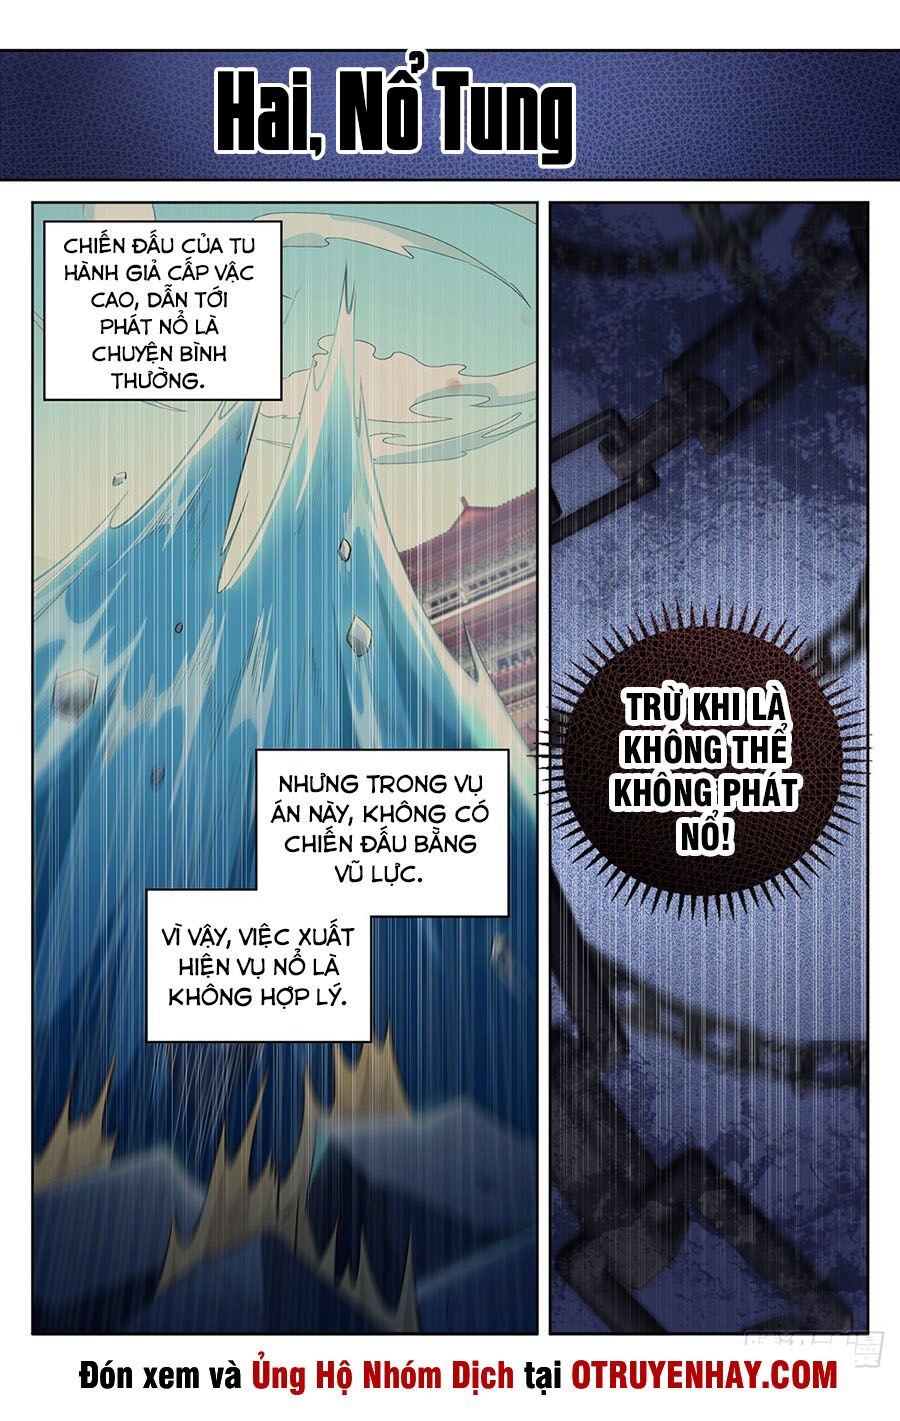 Hai, Nổ Tung
CHIẾN ĐẤU CỦA TU
HÀNH GIẢ CẤP VẬC
CAO, DẪN TỚI
PHÁT NỔ LÀ
CHUYỆN BÌNH
THƯỜNG.
NHƯNG TRONG VỤ
ÁN NÀY, KHÔNG CÓ
CHIẾN ĐẤU BẰNG
VŨ LỰC.
VÌ VẬY, VIỆC XUẤT
HIỆN VỤ NỔ LÀ
KHÔNG HỢP LÝ.
TRỪ KHI LÀ
KHÔNG THỂ
KHÔNG PHÁT
NỔ!
Đón xem và Ủng Hộ Nhóm Dịch tại OTRUYENHAY.COM